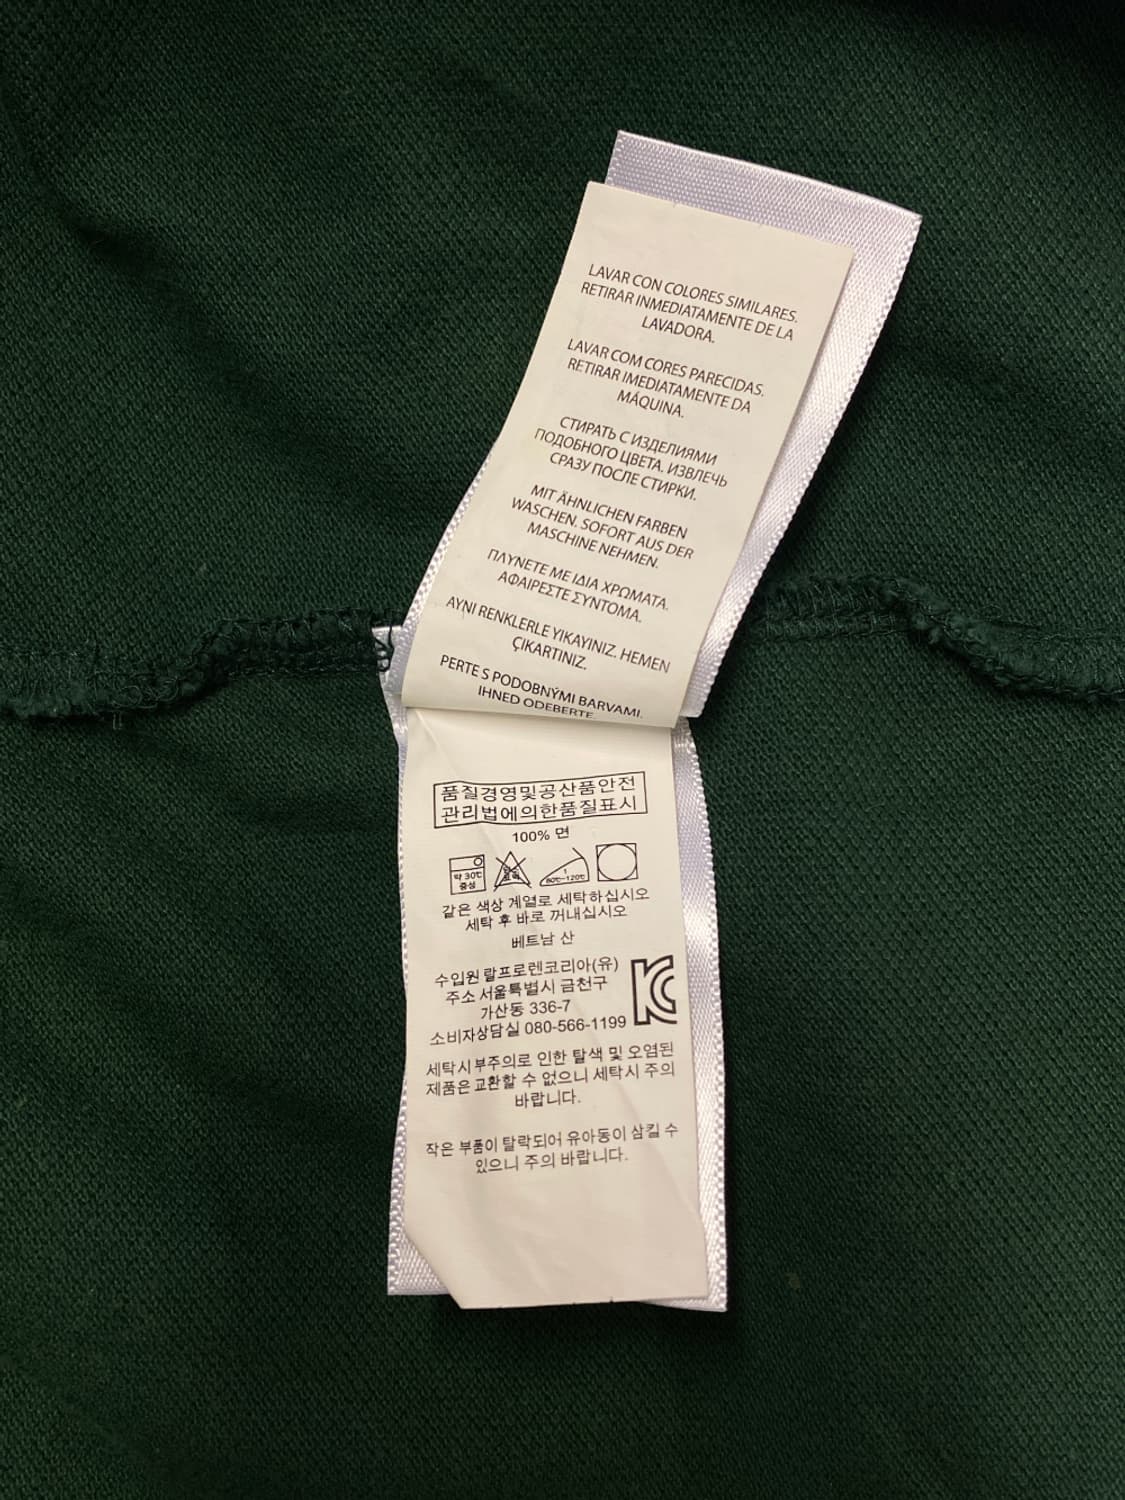 LAVAR CON COLORES SIMILARES.
RETIRAR INMEDIATAMENTE DE LA
LAVADORA.
LAVAR COM CORES PARECIDAS.
RETIRAR IMEDIATAMENTE DA
MÁQUINA.
СТИРАТЬ С ИЗДЕЛИЯМИ
ПОДОБНОГО ЦВЕТА. ИЗВЛЕЧЬ
СРАЗУ ПОСЛЕ СТИРКИ.
MIT ÄHNLICHEN FARBEN
WASCHEN. SOFORT AUS DER
MASCHINE NEHMEN.
ΠΛΥΝΕΤΕ ΜΕ ΙΔΙΑ ΧΡΩΜΑΤΑ.
ΑΦΑΙΡΕΣΤΕ ΣΥΝΤΟΜΑ.
AYNI RENKLERLE YIKAYINIZ. HEMEN
ÇIKARTINIZ.
PERTE S PODOBNÝMI BARVAMI.
IHNED ODEBERTE.
품질경영및공산품안전
관리법에의한품질표시
100% 면
약 30℃
중성
1
80℃~120℃
같은 색상 계열로 세탁하십시오
세탁 후 바로 꺼내십시오
베트남 산
수입원 랄프로렌코리아(유)
주소 서울특별시 금천구
가산동 336-7
소비자상담실 080-566-1199
세탁시부주의로 인한 탈색 및 오염된
제품은교환할 수 없으니 세탁시 주의
바랍니다.
작은 부품이 탈락되어 유아동이 삼킬 수
있으니 주의 바랍니다.